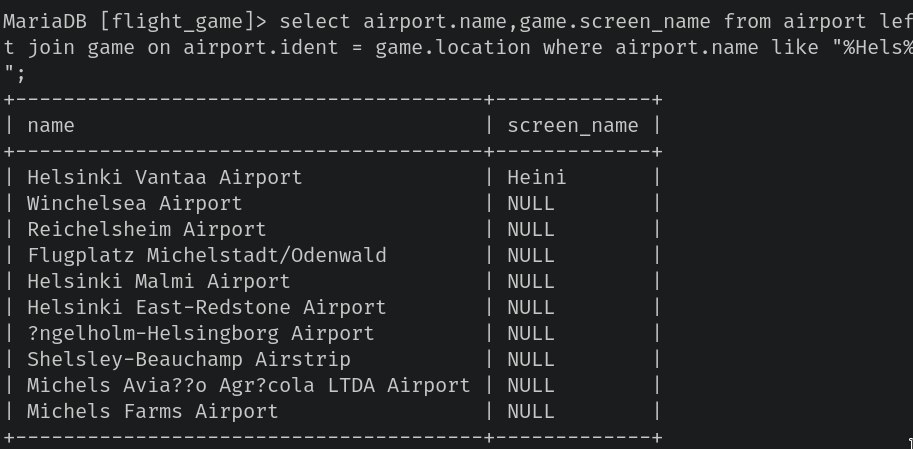 MariaDB [flight_game]> select airport.name,game.screen_name from airport lef
t join game on airport.ident = game.location where airport.name like "%Hels%
";
+---------------------------------------+-------------+
| name                                  | screen_name |
+---------------------------------------+-------------+
| Helsinki Vantaa Airport               | Heini       |
| Winchelsea Airport                    | NULL        |
| Reichelsheim Airport                  | NULL        |
| Flugplatz Michelstadt/Odenwald        | NULL        |
| Helsinki Malmi Airport                | NULL        |
| Helsinki East-Redstone Airport        | NULL        |
| ?ngelholm-Helsingborg Airport         | NULL        |
| Shelsley-Beauchamp Airstrip           | NULL        |
| Michels Avia??o Agr?cola LTDA Airport | NULL        |
| Michels Farms Airport                 | NULL        |
+---------------------------------------+-------------+